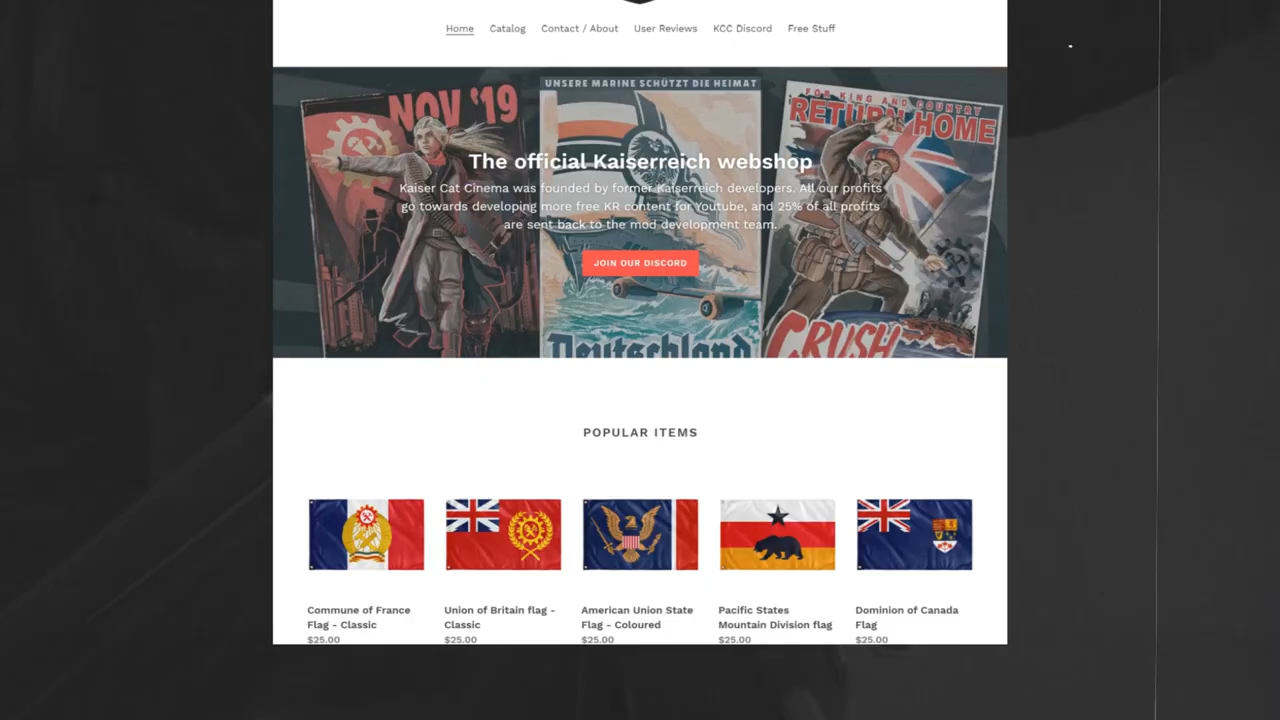 Home Catalog Contact / About User Reviews KCC Discord Free Stuff
NOV ‘19
UNSERE MARINE SCHÜTZT DIE HEIMAT
FOR KING AND COUNTRY
RETURN HOME
The official Kaiserreich webshop
Kaiser Cat Cinema was founded by former Kaiserreich developers. All our profits
go towards developing more free KR content for Youtube, and 25% of all profits
are sent back to the mod development team.
JOIN OUR DISCORD
Deutschland
CRUSH
POPULAR ITEMS
Commune of France
Flag - Classic
$25.00
Union of Britain flag -
Classic
$25.00
American Union State
Flag - Coloured
$25.00
Pacific States
Mountain Division flag
$25.00
Dominion of Canada
Flag
$25.00